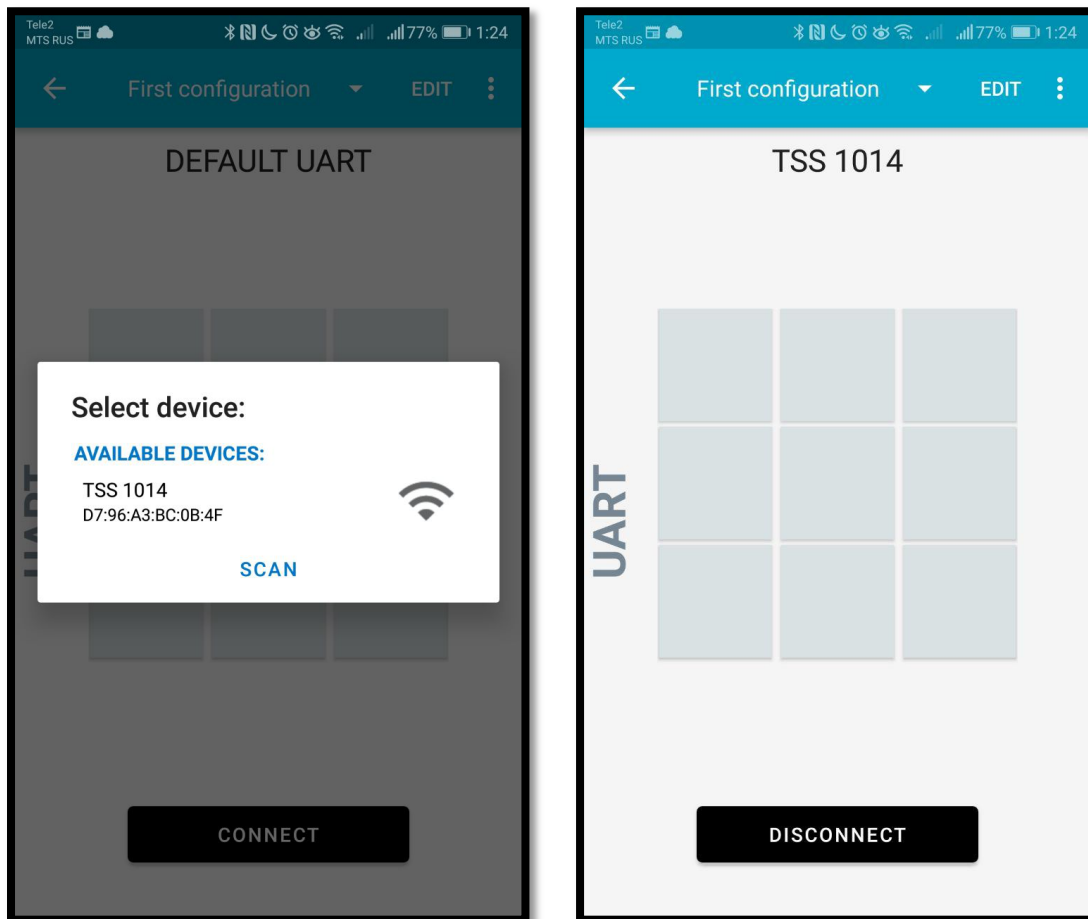 Tele2
MTS RUS 77% 1:24
First configuration EDIT
DEFAULT UART
Select device:
AVAILABLE DEVICES:
TSS 1014
D7:96:A3:BC:0B:4F
SCAN
UART
CONNECT
Tele2
MTS RUS 77% 1:24
First configuration EDIT
TSS 1014
UART
DISCONNECT